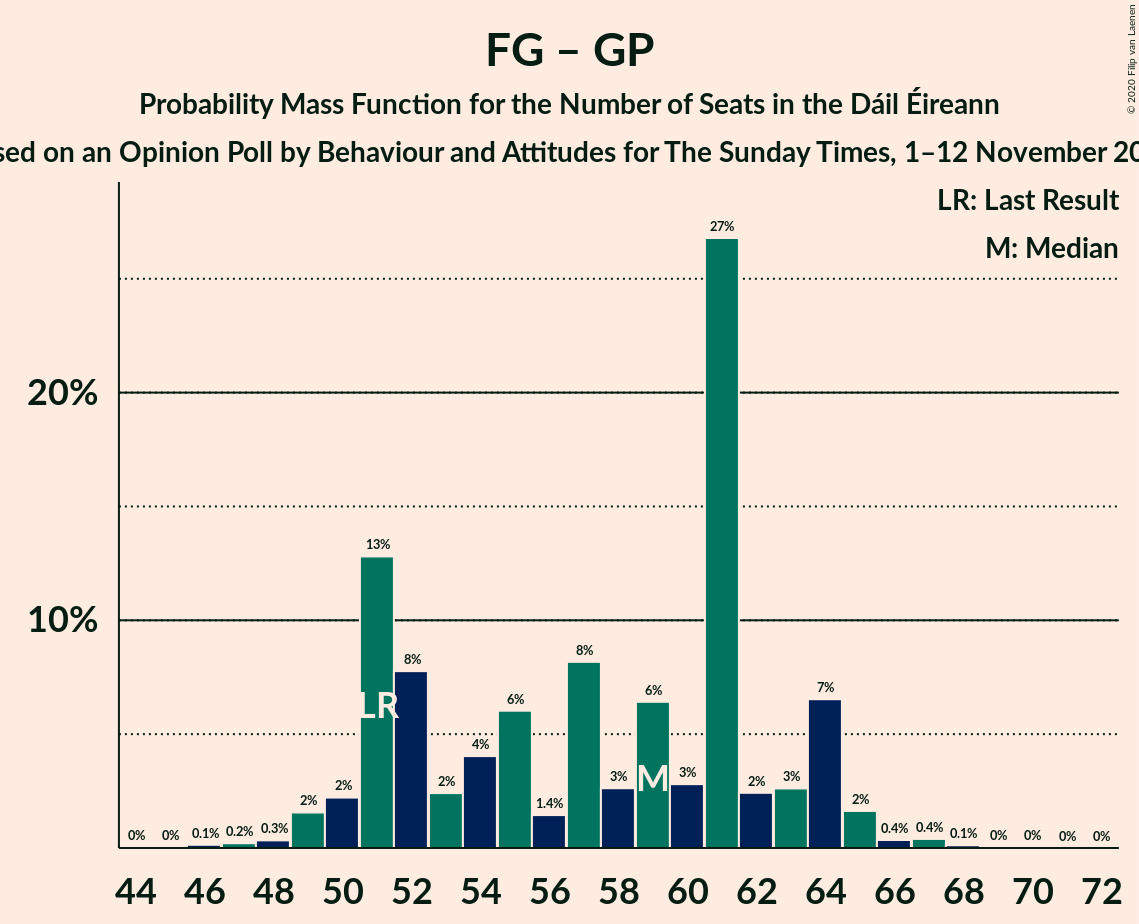 FG – GP
Probability Mass Function for the Number of Seats in the Dáil Éireann
sed on an Opinion Poll by Behaviour and Attitudes for The Sunday Times, 1–12 November 20
© 2020 Filip van Laenen
LR: Last Result
M: Median
20%
10%
0% 0% 0.1% 0.2% 0.3% 2% 2% 13% 8% 2% 4% 6% 1.4% 8% 3% 6% 3% 27% 2% 3% 7% 2% 0.4% 0.4% 0.1% 0% 0% 0% 0%
LR
M
44 46 48 50 52 54 56 58 60 62 64 66 68 70 72